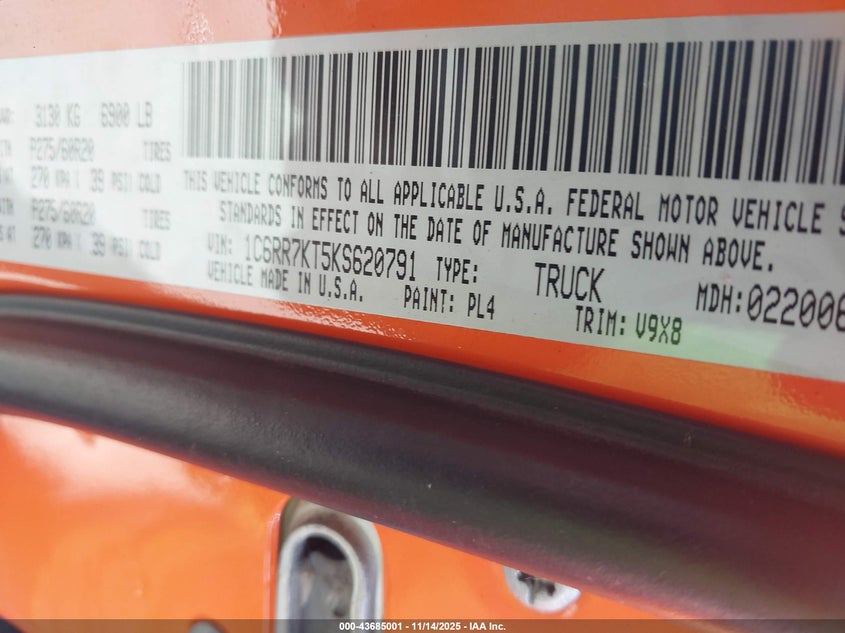 3130 KG 6900 LB
P275/60R20 TIRES
270 KPA ( 39 PSI) COLD
P275/60R20 TIRES
270 KPA ( 39 PSI) COLD
THIS VEHICLE CONFORMS TO ALL APPLICABLE U.S.A. FEDERAL MOTOR VEHICLE
STANDARDS IN EFFECT ON THE DATE OF MANUFACTURE SHOWN ABOVE.
VIN: 1C6RR7KT5KS620791 TYPE: TRUCK MDH:022006
VEHICLE MADE IN U.S.A. PAINT: PL4 TRIM: V9X8
000-43685001 | 11/14/2025 - IAA Inc.